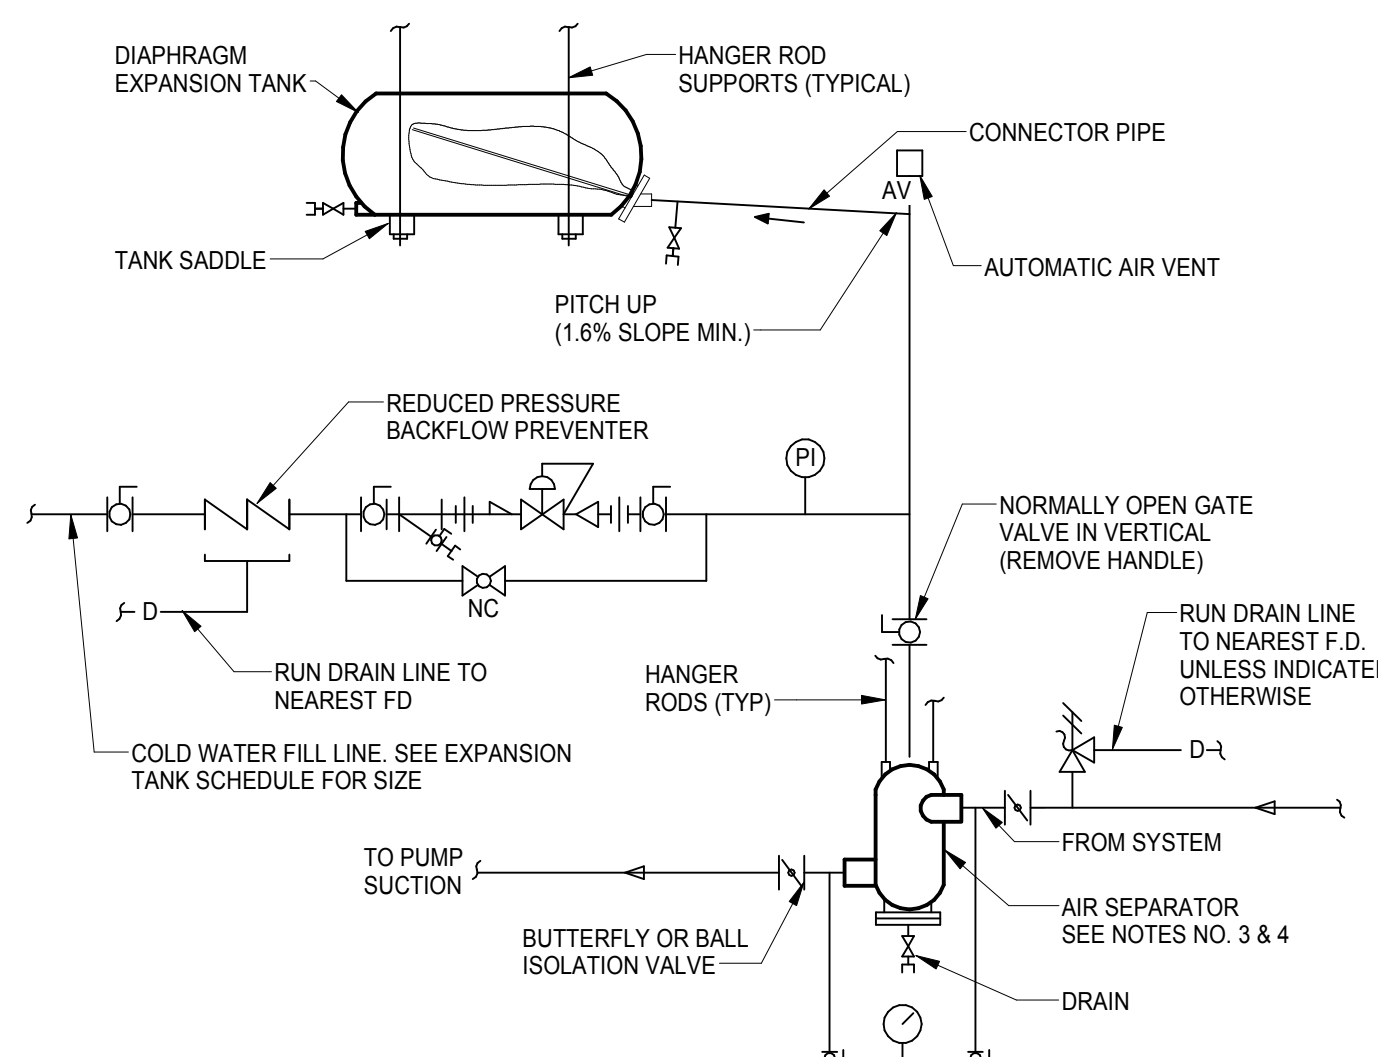 DIAPHRAGM
EXPANSION TANK
HANGER ROD
SUPPORTS (TYPICAL)
CONNECTOR PIPE
AV
TANK SADDLE
AUTOMATIC AIR VENT
PITCH UP
(1.6% SLOPE MIN.)
REDUCED PRESSURE
BACKFLOW PREVENTER
PI
NORMALLY OPEN GATE
VALVE IN VERTICAL
(REMOVE HANDLE)
NC
D
RUN DRAIN LINE TO
NEAREST FD
HANGER
RODS (TYP)
RUN DRAIN LINE
TO NEAREST F.D.
UNLESS INDICATE
OTHERWISE
D
COLD WATER FILL LINE. SEE EXPANSION
TANK SCHEDULE FOR SIZE
FROM SYSTEM
TO PUMP
SUCTION
AIR SEPARATOR
SEE NOTES NO. 3 & 4
BUTTERFLY OR BALL
ISOLATION VALVE
DRAIN